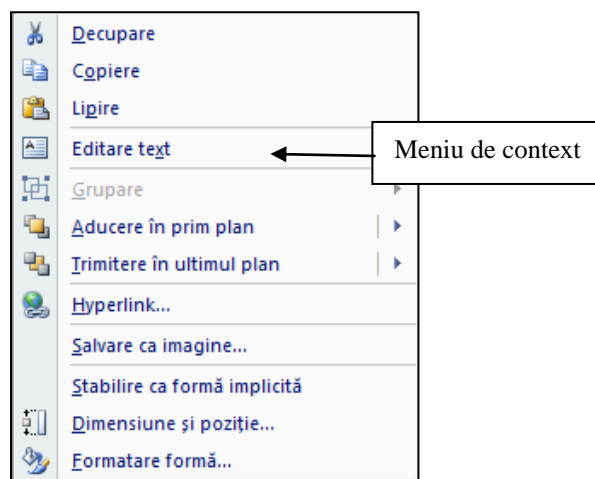 Decupare
Copiere
Lipire
Editare text
Meniu de context
Grupare
Aducere în prim plan
Trimitere în ultimul plan
Hyperlink...
Salvare ca imagine...
Stabilire ca formă implicită
Dimensiune și poziție...
Formatare formă...